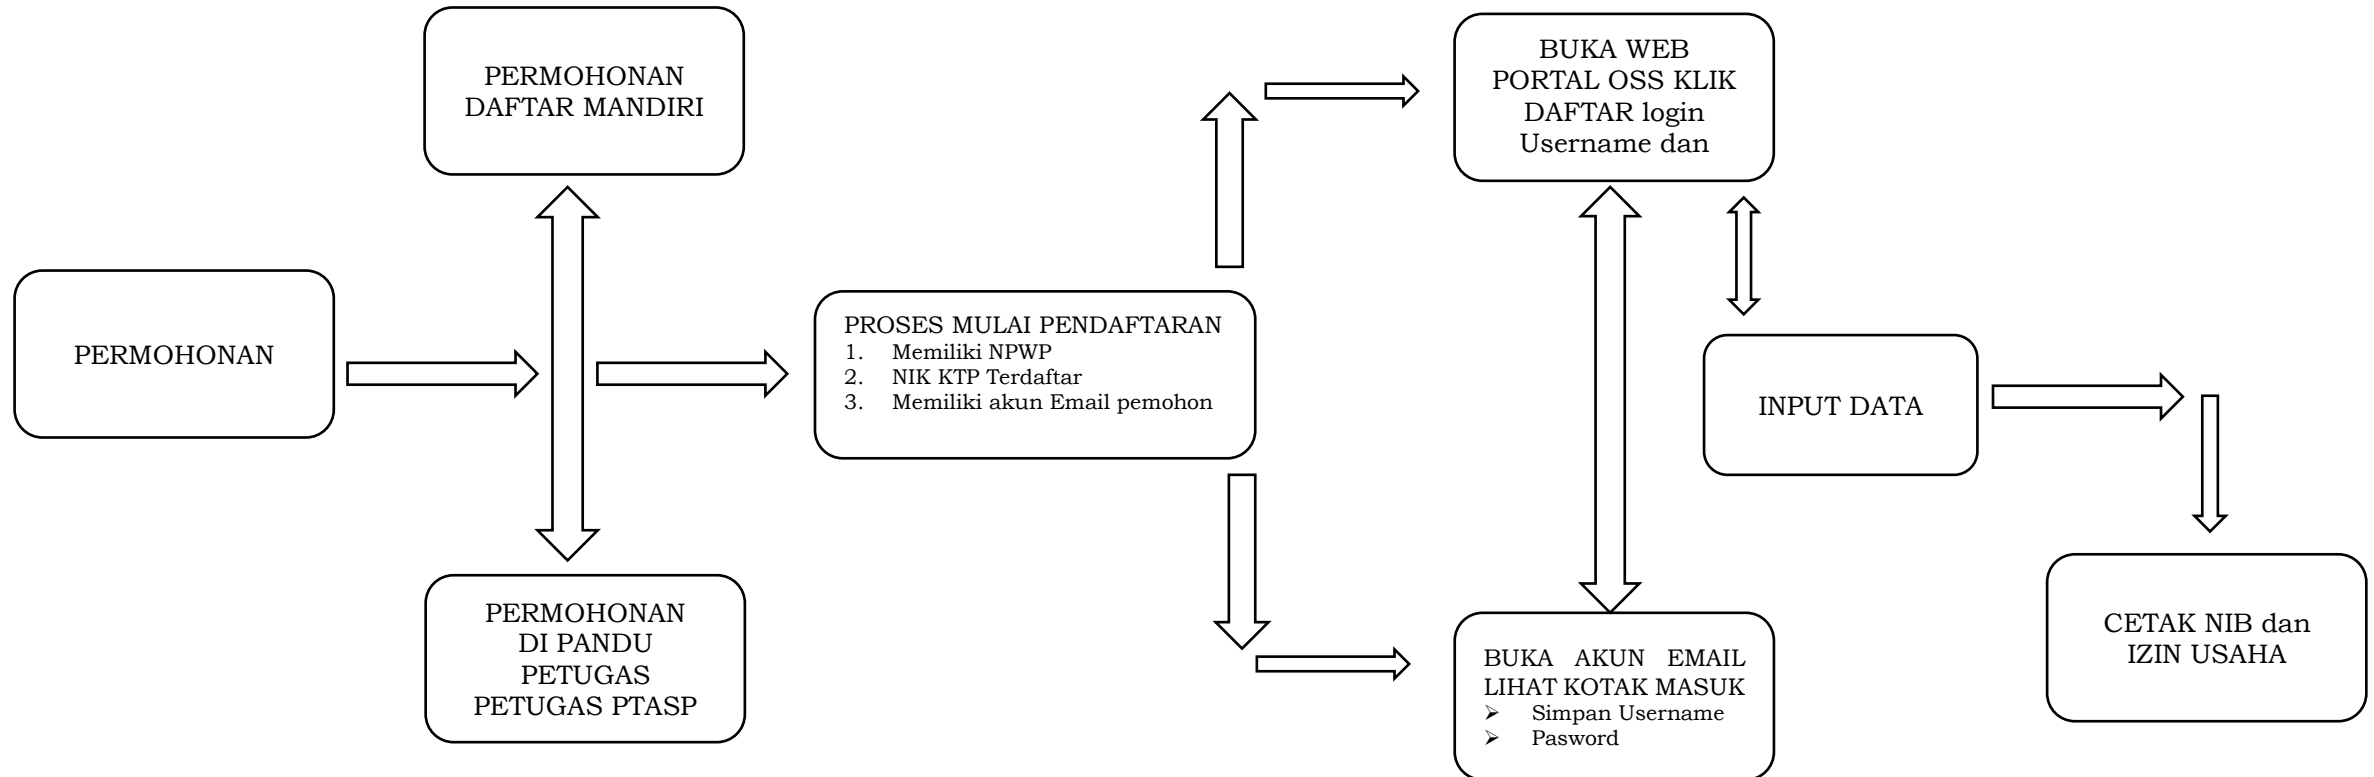 PERMOHONAN
PERMOHONAN
DAFTAR MANDIRI
PERMOHONAN
DI PANDU
PETUGAS
PETUGAS PTASP
PROSES MULAI PENDAFTARAN
1. Memiliki NPWP
2. NIK KTP Terdaftar
3. Memiliki akun Email pemohon
BUKA WEB
PORTAL OSS KLIK
DAFTAR login
Username dan
BUKA AKUN EMAIL
LIHAT KOTAK MASUK
➢ Simpan Username
➢ Pasword
INPUT DATA
CETAK NIB dan
IZIN USAHA